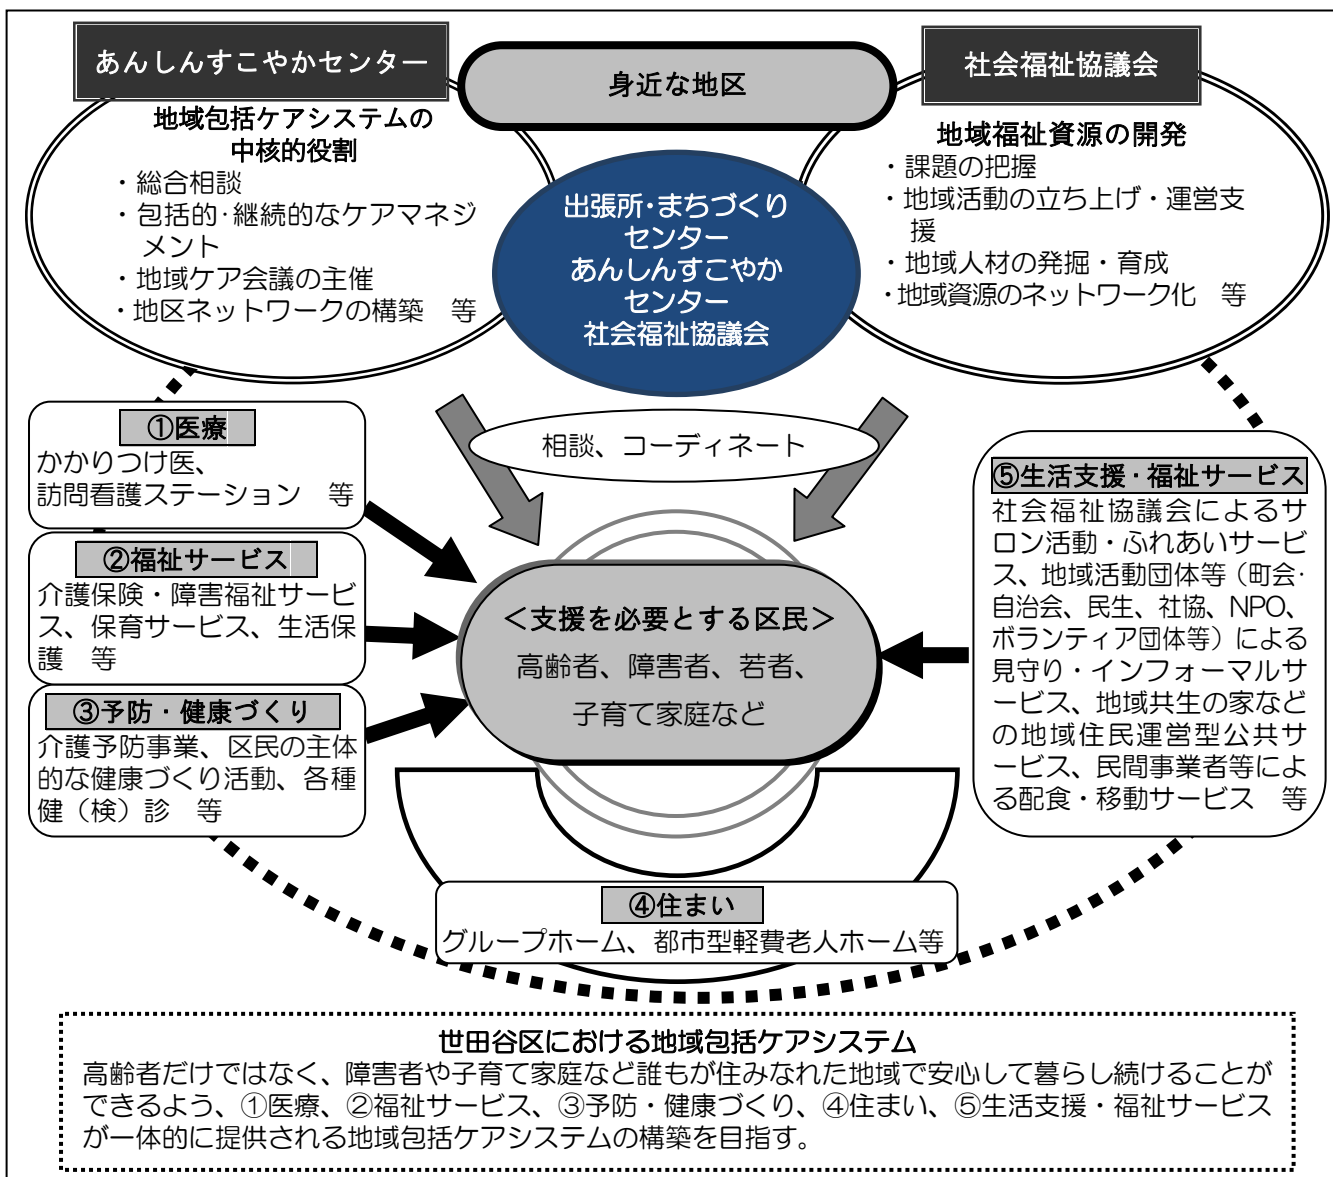 あんしんすこやかセンター
地域包括ケアシステムの
中核的役割
・総合相談
・包括的・継続的なケアマネジ
メント
・地域ケア会議の主催
・地区ネットワークの構築　等
身近な地区
出張所・まちづくり
センター
あんしんすこやか
センター
社会福祉協議会
社会福祉協議会
地域福祉資源の開発
・課題の把握
・地域活動の立ち上げ・運営支
援
・地域人材の発掘・育成
・地域資源のネットワーク化　等
相談、コーディネート
①医療
かかりつけ医、
訪問看護ステーション　等
②福祉サービス
介護保険・障害福祉サービ
ス、保育サービス、生活保
護　等
③予防・健康づくり
介護予防事業、区民の主体
的な健康づくり活動、各種
健（検）診　等
＜支援を必要とする区民＞
高齢者、障害者、若者、
子育て家庭など
⑤生活支援・福祉サービス
社会福祉協議会によるサ
ロン活動・ふれあいサービ
ス、地域活動団体等（町会・
自治会、民生、社協、NPO、
ボランティア団体等）による
見守り・インフォーマルサ
ービス、地域共生の家など
の地域住民運営型公共サ
ービス、民間事業者等によ
る配食・移動サービス　等
④住まい
グループホーム、都市型軽費老人ホーム等
世田谷区における地域包括ケアシステム
高齢者だけではなく、障害者や子育て家庭など誰もが住みなれた地域で安心して暮らし続けることが
できるよう、①医療、②福祉サービス、③予防・健康づくり、④住まい、⑤生活支援・福祉サービス
が一体的に提供される地域包括ケアシステムの構築を目指す。